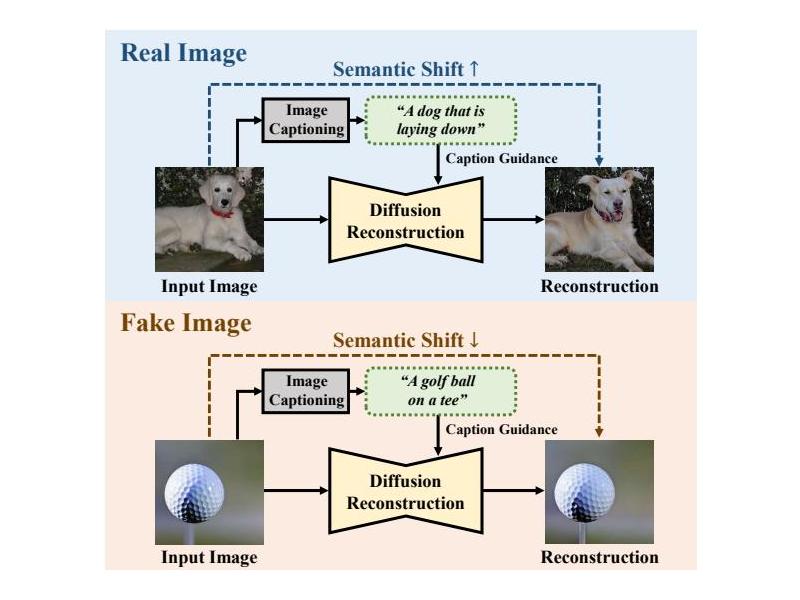 Real Image
Semantic Shift ↑
Image
Captioning
“A dog that is
laying down”
Caption Guidance
Diffusion
Reconstruction
Input Image
Reconstruction
Fake Image
Semantic Shift ↓
Image
Captioning
“A golf ball
on a tee”
Caption Guidance
Diffusion
Reconstruction
Input Image
Reconstruction